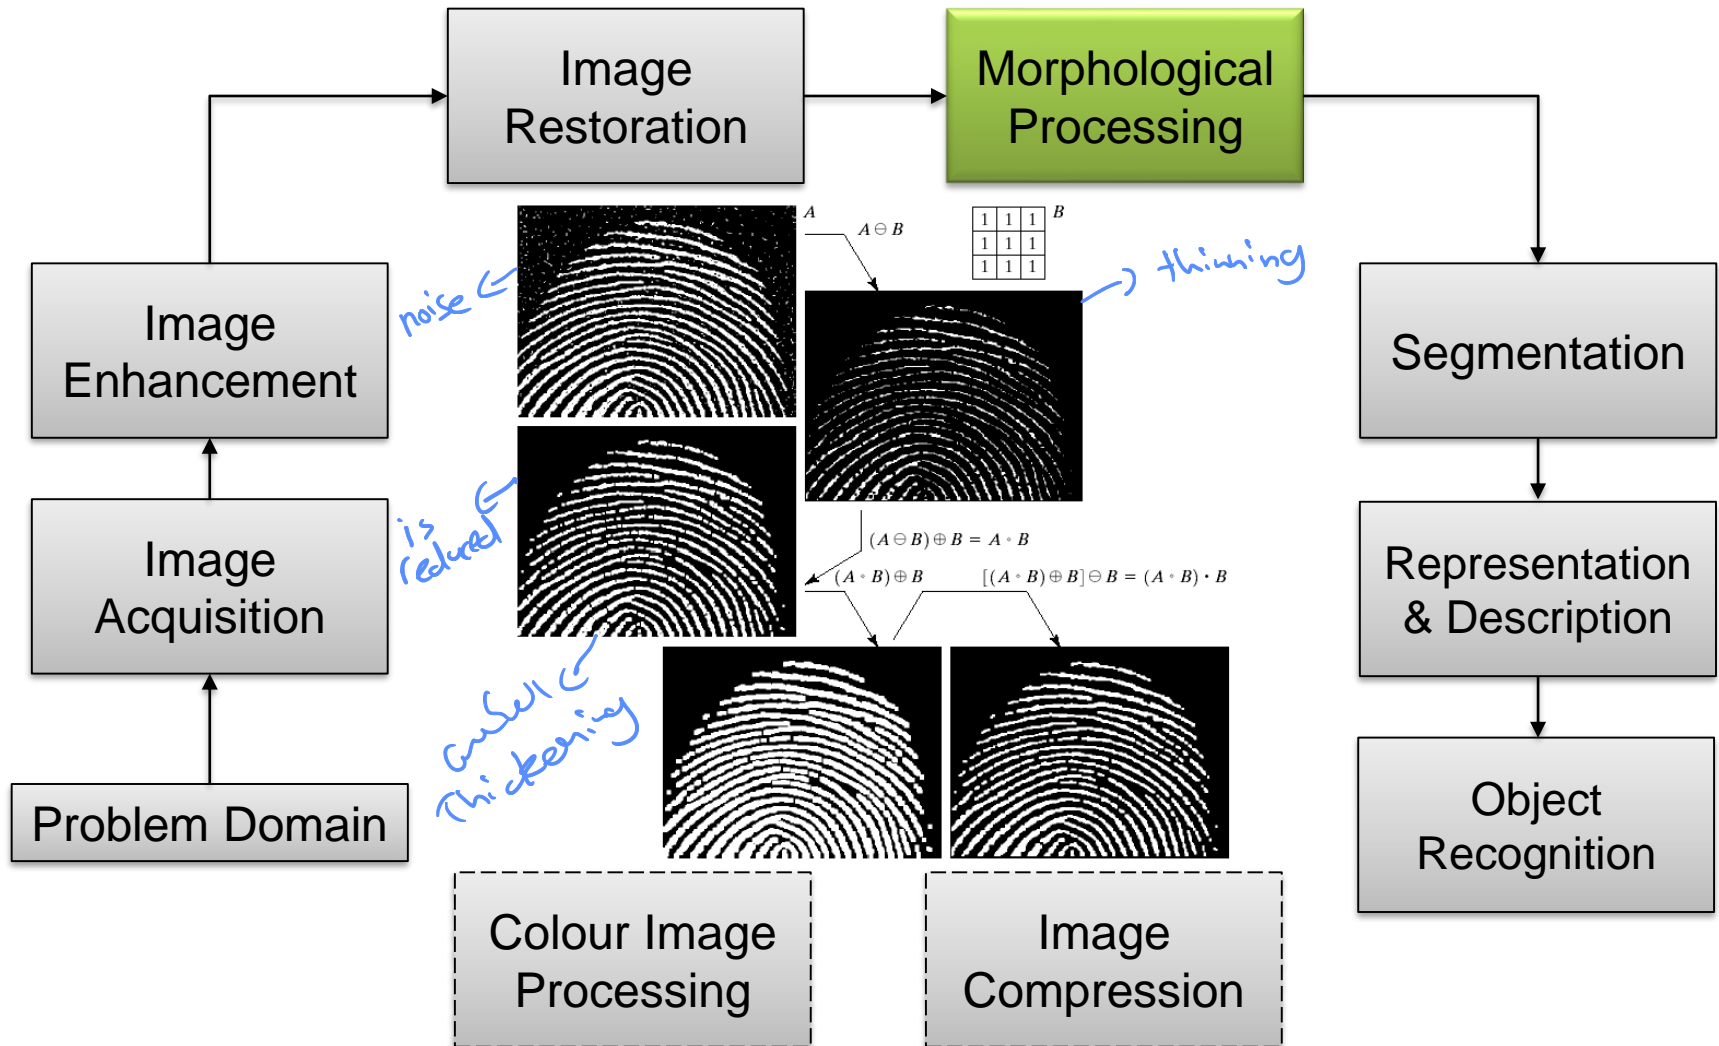 Image
Restoration
Morphological
Processing
A
A ⊖ B
1 1 1
1 1 1
1 1 1
B
thinning
noise
Image
Enhancement
Segmentation
is
reduced
(A ⊖ B) ⊕ B = A ∘ B
(A ∘ B) ⊕ B
[(A ∘ B) ⊕ B] ⊖ B = (A ∘ B) • B
Image
Acquisition
Representation
& Description
Thickening
Problem Domain
Object
Recognition
Colour Image
Processing
Image
Compression